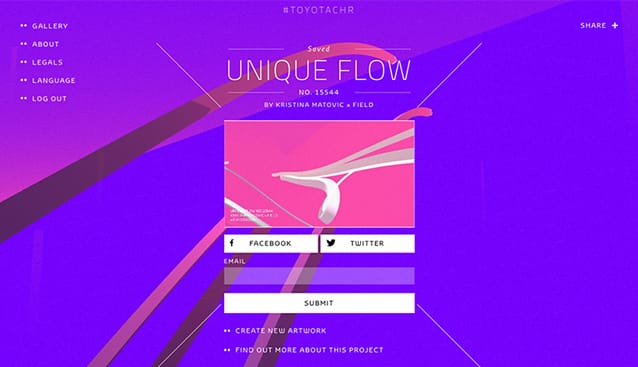 #TOYOTACHR
GALLERY
ABOUT
LEGALS
LANGUAGE
LOG OUT
SHARE +
Saved
UNIQUE FLOW
NO. 15544
BY KRISTINA MATOVIC x FIELD
FACEBOOK
TWITTER
EMAIL
SUBMIT
CREATE NEW ARTWORK
FIND OUT MORE ABOUT THIS PROJECT